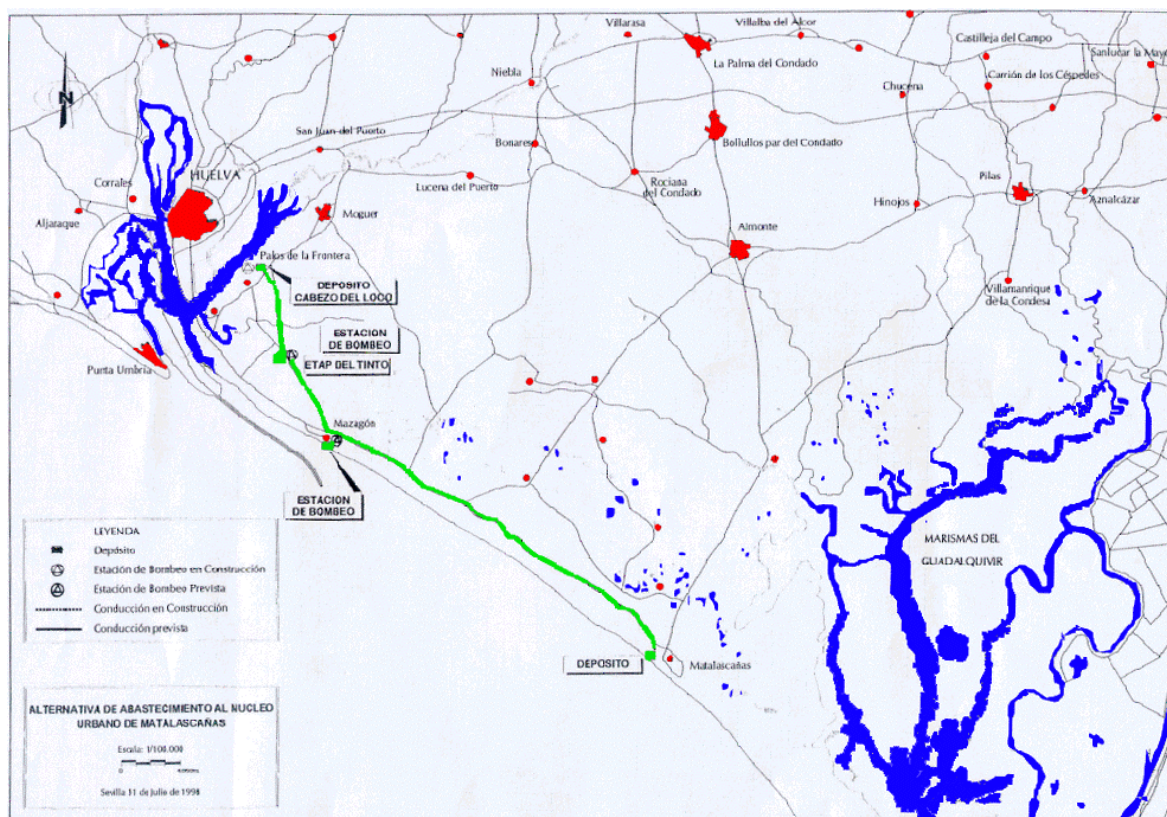 Villarasa
Villalba del Alcor
Castilleja del Campo
Sanlucar la Mayo
La Palma del Condado
Niebla
Carrión de los Céspedes
Chucena
N
San Juan del Puerto
Bonares
Bollullos par del Condado
HUELVA
Corrales
Lucena del Puerto
Rociana
del Condado
Pilas
Aljaraque
Moguer
Hinojos
Aznalcázar
Almonte
Palos de la Frontera
DEPOSITO
CABEZO DEL LOCO
Villamanrique
de la Condesa
ESTACION
DE BOMBEO
ETAP DEL TINTO
Punta Umbría
Mazagón
ESTACION
DE BOMBEO
MARISMAS DEL
GUADALQUIVIR
LEYENDA
Depósito
Estación de Bombeo en Construcción
Estación de Bombeo Prevista
Conducción en Construcción
Conducción prevista
DEPOSITO
Matalascañas
ALTERNATIVA DE ABASTECIMIENTO AL NUCLEO
URBANO DE MATALASCAÑAS
Escala: 1/100.000
0
Sevilla 11 de Julio de 1998